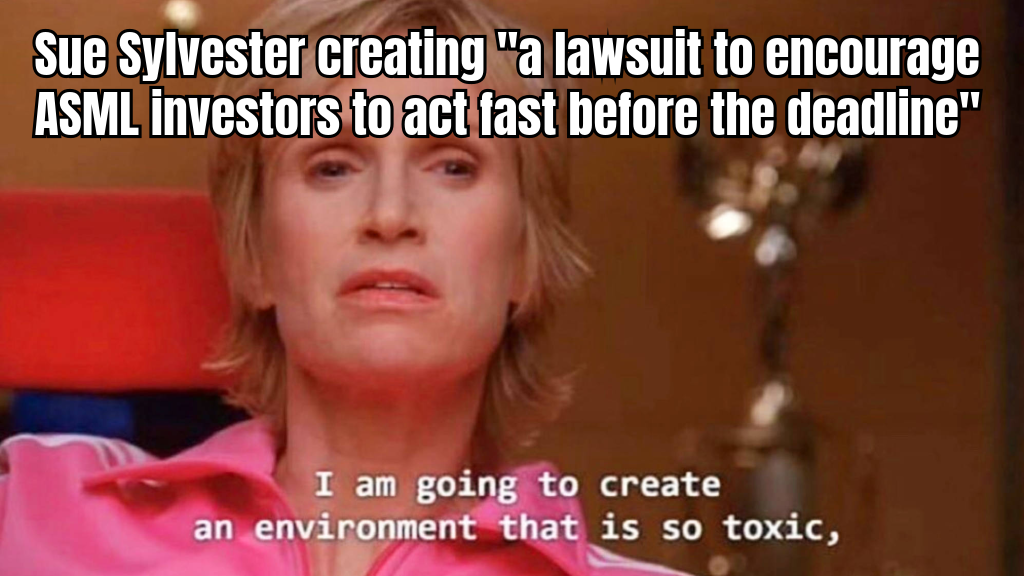 Sue Sylvester creating "a lawsuit to encourage
ASML investors to act fast before the deadline"
I am going to create
an environment that is so toxic,